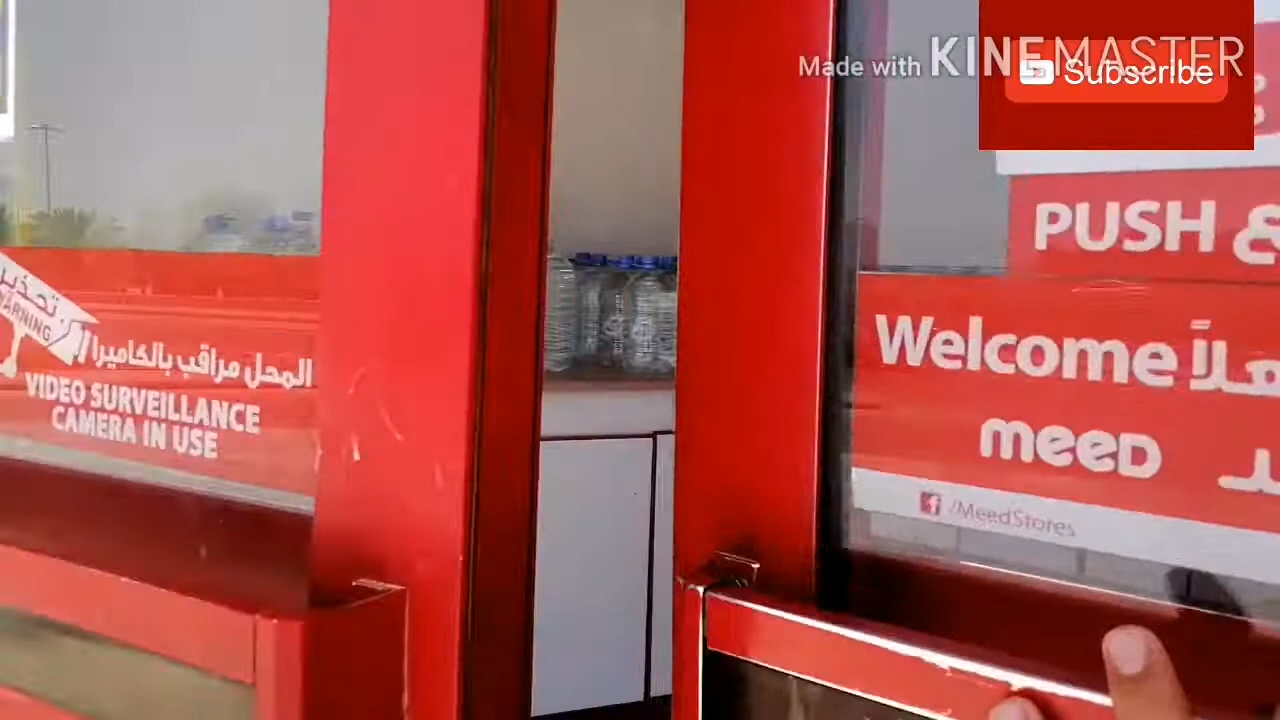 Made with KINEMASTER
Subscribe
PUSH
Welcome
meeD
/MeedStores
تحذير
WARNING
المحل مراقب بالكاميرا
VIDEO SURVEILLANCE
CAMERA IN USE